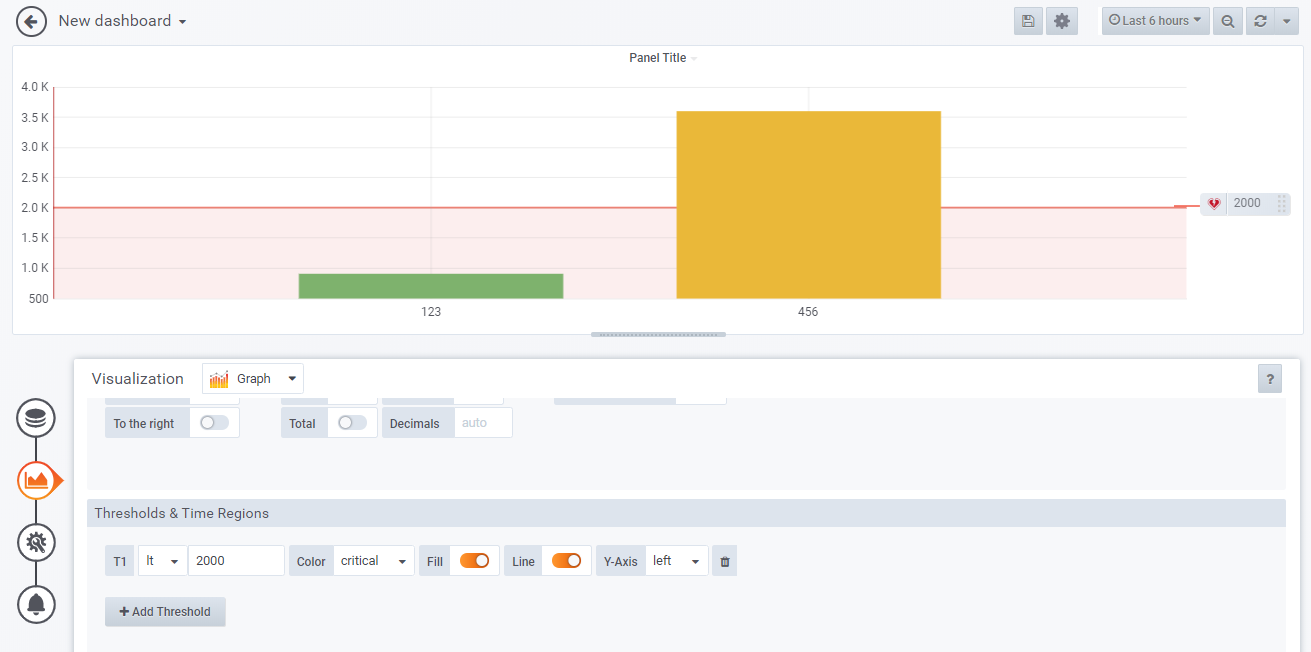 New dashboard
Last 6 hours
Panel Title
4.0 K
3.5 K
3.0 K
2.5 K
2.0 K
1.5 K
1.0 K
500
123
456
2000
Visualization
Graph
?
To the right
Total
Decimals
auto
Thresholds & Time Regions
T1 lt 2000 Color critical Fill Line Y-Axis left
+ Add Threshold